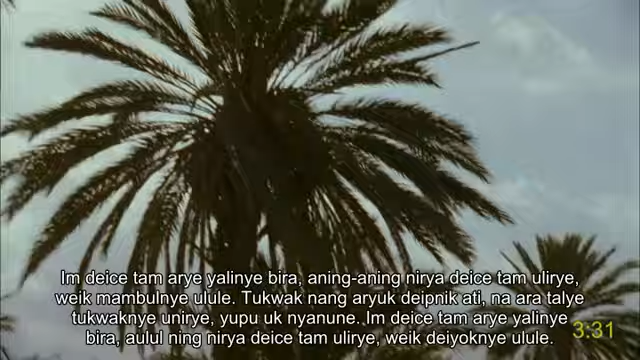 Im deice tam arye yalinye bira, aning-aning nirya deice tam ulirye,
weik mambulnye ulule. Tukwak nang aryuk deipnik ati, na ara talye
tukwaknye unirye, yupu uk nyanune. Im deice tam arye yalinye
bira, aulul ning nirya deice tam ulirye, weik deiyoknye ulule.
3:31